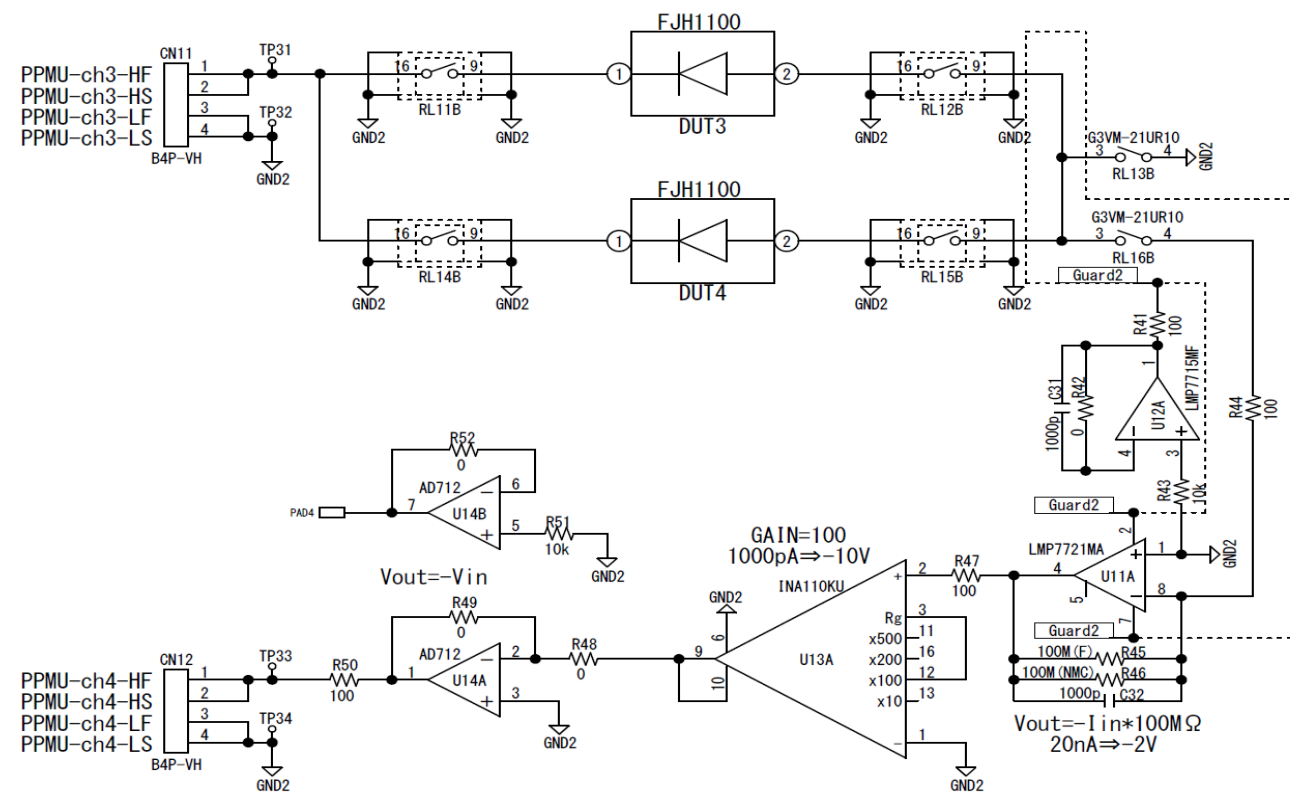 FJH1100
CN11
TP31
PPMU-ch3-HF
1
16
9
1
2
16
9
PPMU-ch3-HS
2
RL11B
RL12B
PPMU-ch3-LF
3
TP32
GND2
GND2
DUT3
GND2
GND2
PPMU-ch3-LS
4
G3VM-21UR10
B4P-VH
GND2
3
4
GND2
RL13B
FJH1100
G3VM-21UR10
16
9
1
2
16
9
3
4
RL14B
RL15B
RL16B
GND2
GND2
DUT4
GND2
GND2
Guard2
R41
100
1
LMP7715MF
C31
1000p
R42
0
U12A
R44
100
4
3
R52
0
R43
10k
AD712
6
PAD4
7
U14B
5
R51
10k
GND2
Guard2
2
GAIN=100
1000pA⇒-10V
LMP7721MA
1
GND2
Vout=-Vin
INA110KU
2
R47
100
4
U11A
5
8
7
R49
0
GND2
6
Rg
3
x500
11
Guard2
CN12
TP33
AD712
2
R48
0
9
U13A
x200
16
100M(F)
R45
PPMU-ch4-HF
1
R50
100
1
U14A
10
x100
12
100M(NMC)
R46
PPMU-ch4-HS
2
3
x10
13
1000p
C32
PPMU-ch4-LF
3
TP34
Vout=-Iin*100MΩ
PPMU-ch4-LS
4
GND2
1
20nA⇒-2V
B4P-VH
GND2
GND2